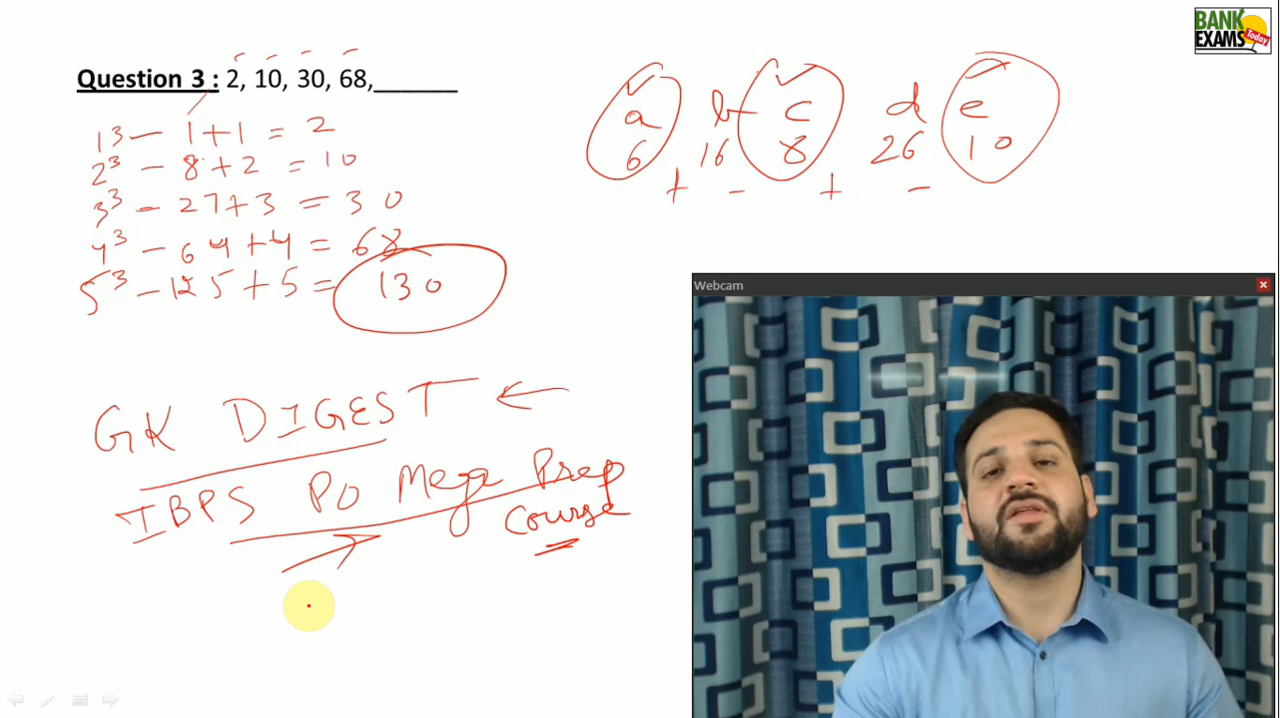 BANK
EXAMS Today
Question 3 : 2, 10, 30, 68,______
1 3 — 1 + 1 = 2
2³ — 8 + 2 = 10
3³ — 27 + 3 = 30
4³ — 64 + 4 = 68
5³ — 125 + 5 = 130
a b c d e
6 16 8 26 10
+ - + -
Webcam
GK DIGEST ←
IBPS PO Mega Prep
Course